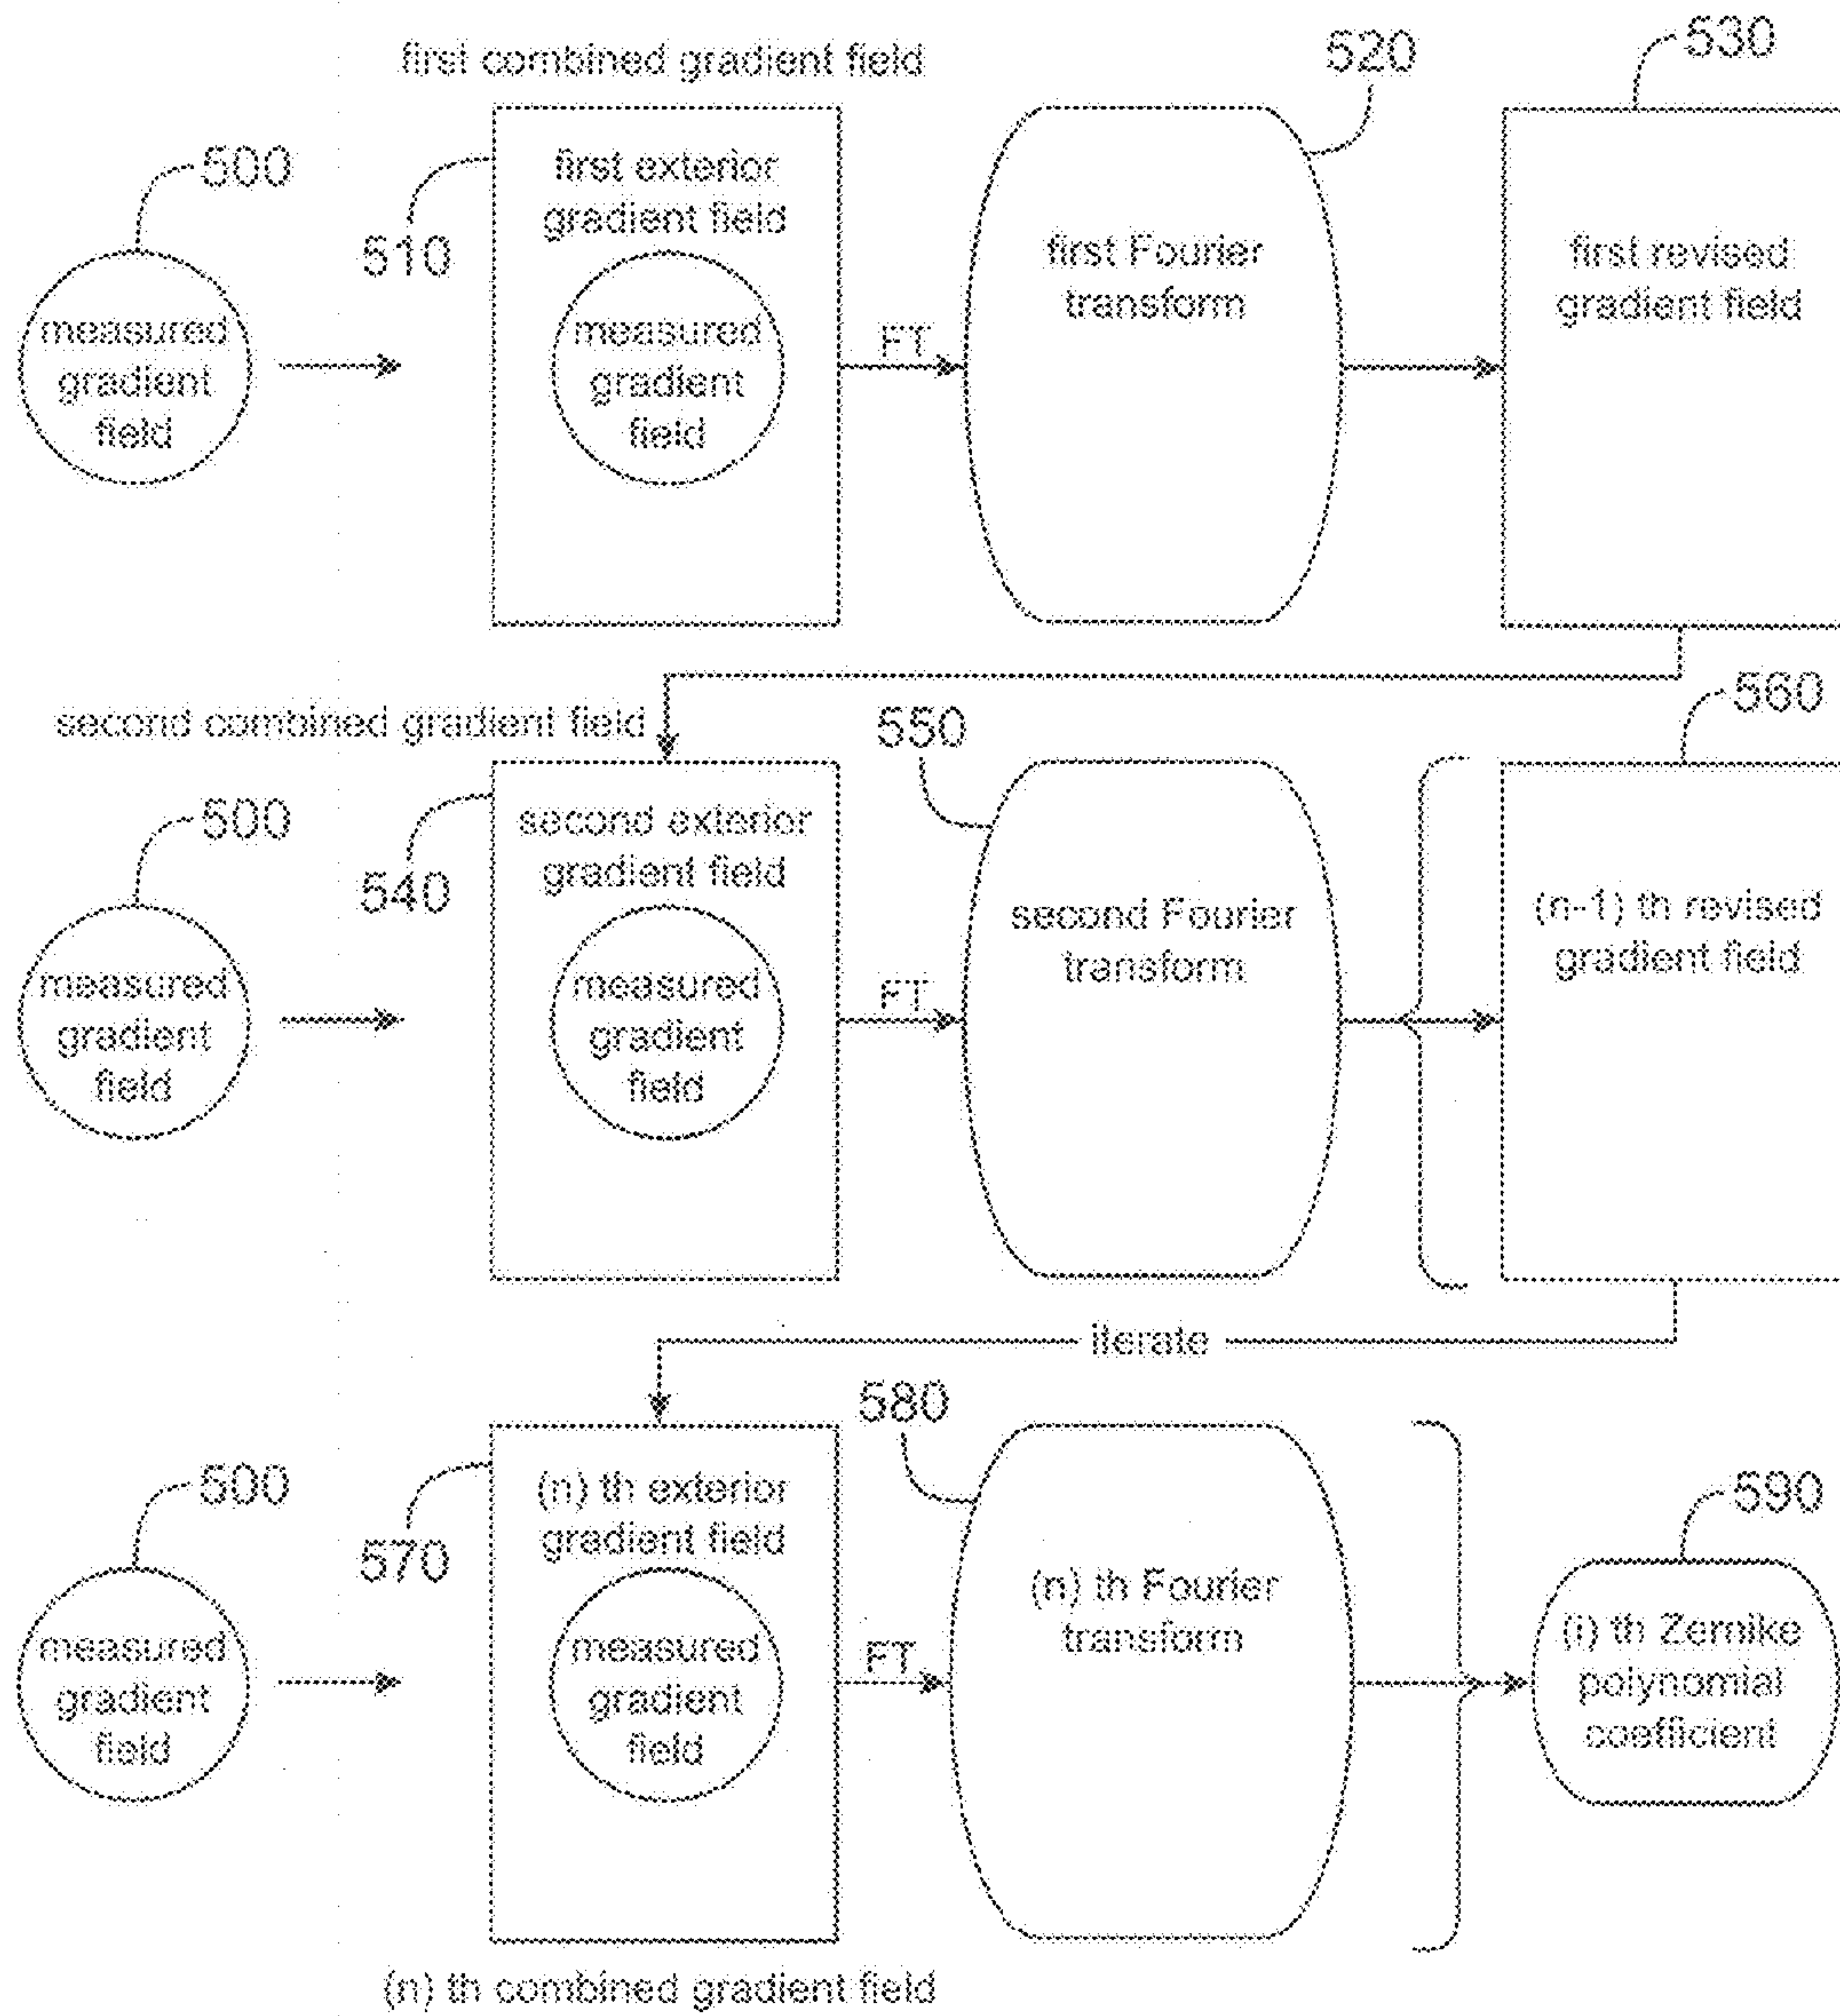 first combined gradient field
520
530
500
510
first exterior
gradient field
measured
gradient
field
measured
gradient
field
FT
first Fourier
transform
first revised
gradient field
second combined gradient field
550
560
500
540
second exterior
gradient field
measured
gradient
field
measured
gradient
field
FT
second Fourier
transform
(n-1) th revised
gradient field
iterate
580
500
570
(n) th exterior
gradient field
measured
gradient
field
measured
gradient
field
FT
(n) th Fourier
transform
590
(i) th Zernike
polynomial
coefficient
(n) th combined gradient field